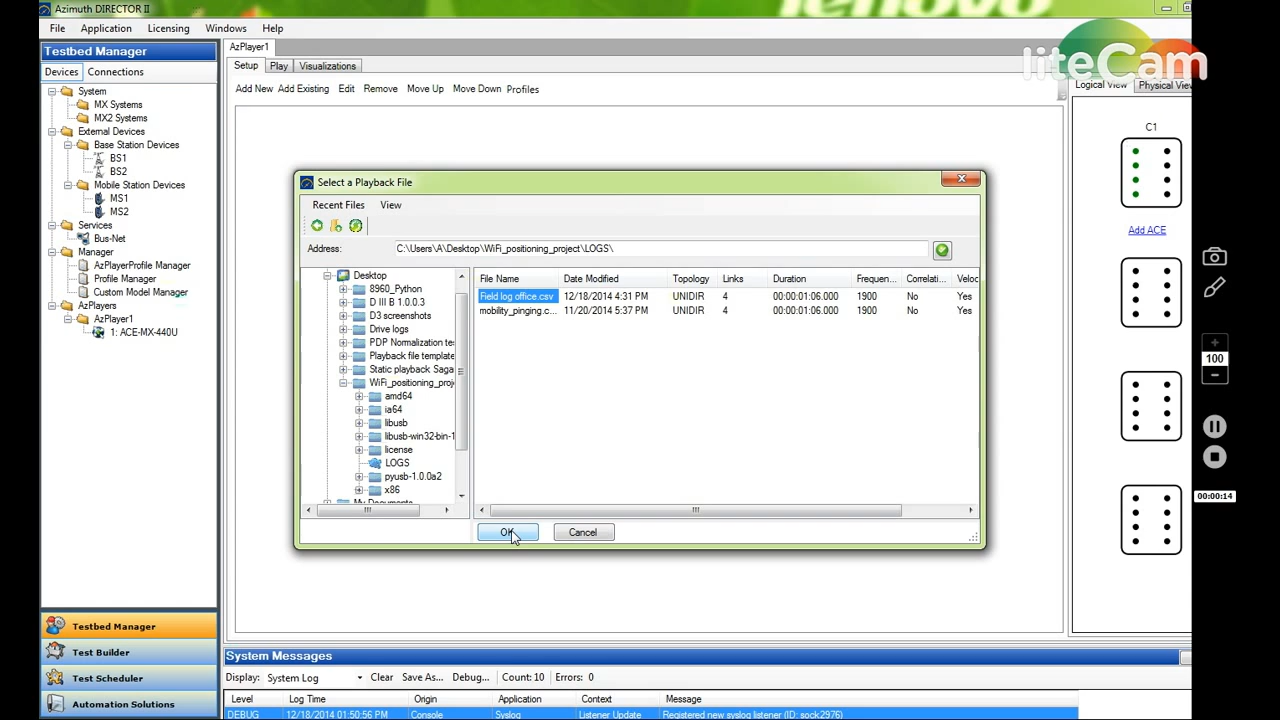 Azimuth DIRECTOR II
lenovo
liteCam
File Application Licensing Windows Help
Testbed Manager
Devices Connections
System
MX Systems
MX2 Systems
External Devices
Base Station Devices
BS1
BS2
Mobile Station Devices
MS1
MS2
Services
Bus-Net
Manager
AzPlayerProfile Manager
Profile Manager
Custom Model Manager
AzPlayers
AzPlayer1
1: ACE-MX-440U
Testbed Manager
Test Builder
Test Scheduler
Automation Solutions
AzPlayer1
Setup Play Visualizations
Add New Add Existing Edit Remove Move Up Move Down Profiles
Select a Playback File
Recent Files View
Address: C:\Users\A\Desktop\WiFi_positioning_project\LOGS\
Desktop
8960_Python
D III B 1.0.0.3
D3 screenshots
Drive logs
PDP Normalization te
Playback file template
Static playback Saga
WiFi_positioning_proj
amd64
ia64
libusb
libusb-win32-bin-1
license
LOGS
pyusb-1.0.0a2
x86
My Documents
File Name Date Modified Topology Links Duration Frequen... Correlati... Veloc
Field log office.csv 12/18/2014 4:31 PM UNIDIR 4 00:00:01:06.000 1900 No Yes
mobility_pinging.c... 11/20/2014 5:37 PM UNIDIR 4 00:00:01:06.000 1900 No Yes
OK Cancel
Logical View Physical View
C1
Add ACE
100
00:00:14
System Messages
Display: System Log Clear Save As... Debug... Count: 10 Errors: 0
Level Log Time Origin Application Context Message
DEBUG 12/18/2014 01:50:56 PM Console Syslog Listener Update Registered new syslog listener (ID: sock2976)